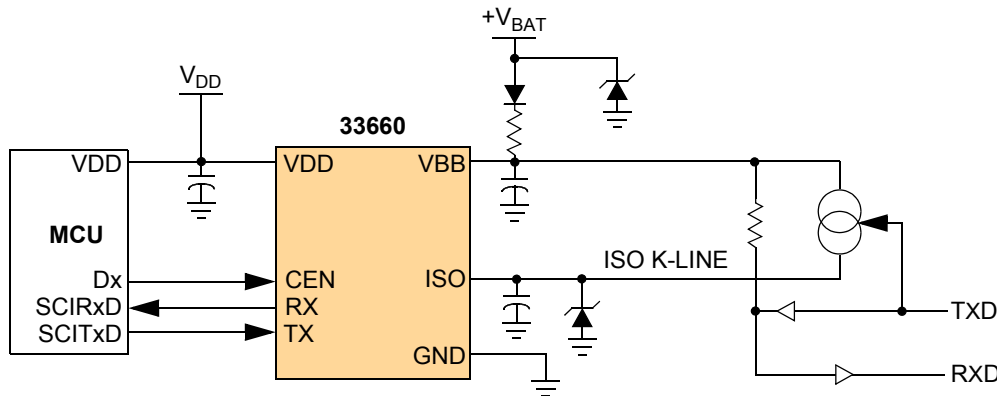 +VBAT
VDD
33660
VDD
VDD
VBB
MCU
ISO K-LINE
Dx
CEN
ISO
SCIRxD
RX
SCITxD
TX
TXD
GND
RXD